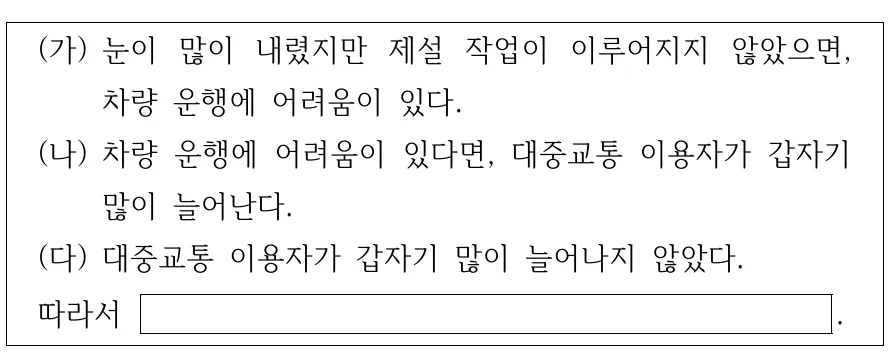 (가) 눈이 많이 내렸지만 제설 작업이 이루어지지 않았으면,
차량 운행에 어려움이 있다.
(나) 차량 운행에 어려움이 있다면, 대중교통 이용자가 갑자기
많이 늘어난다.
(다) 대중교통 이용자가 갑자기 많이 늘어나지 않았다.
따라서 .